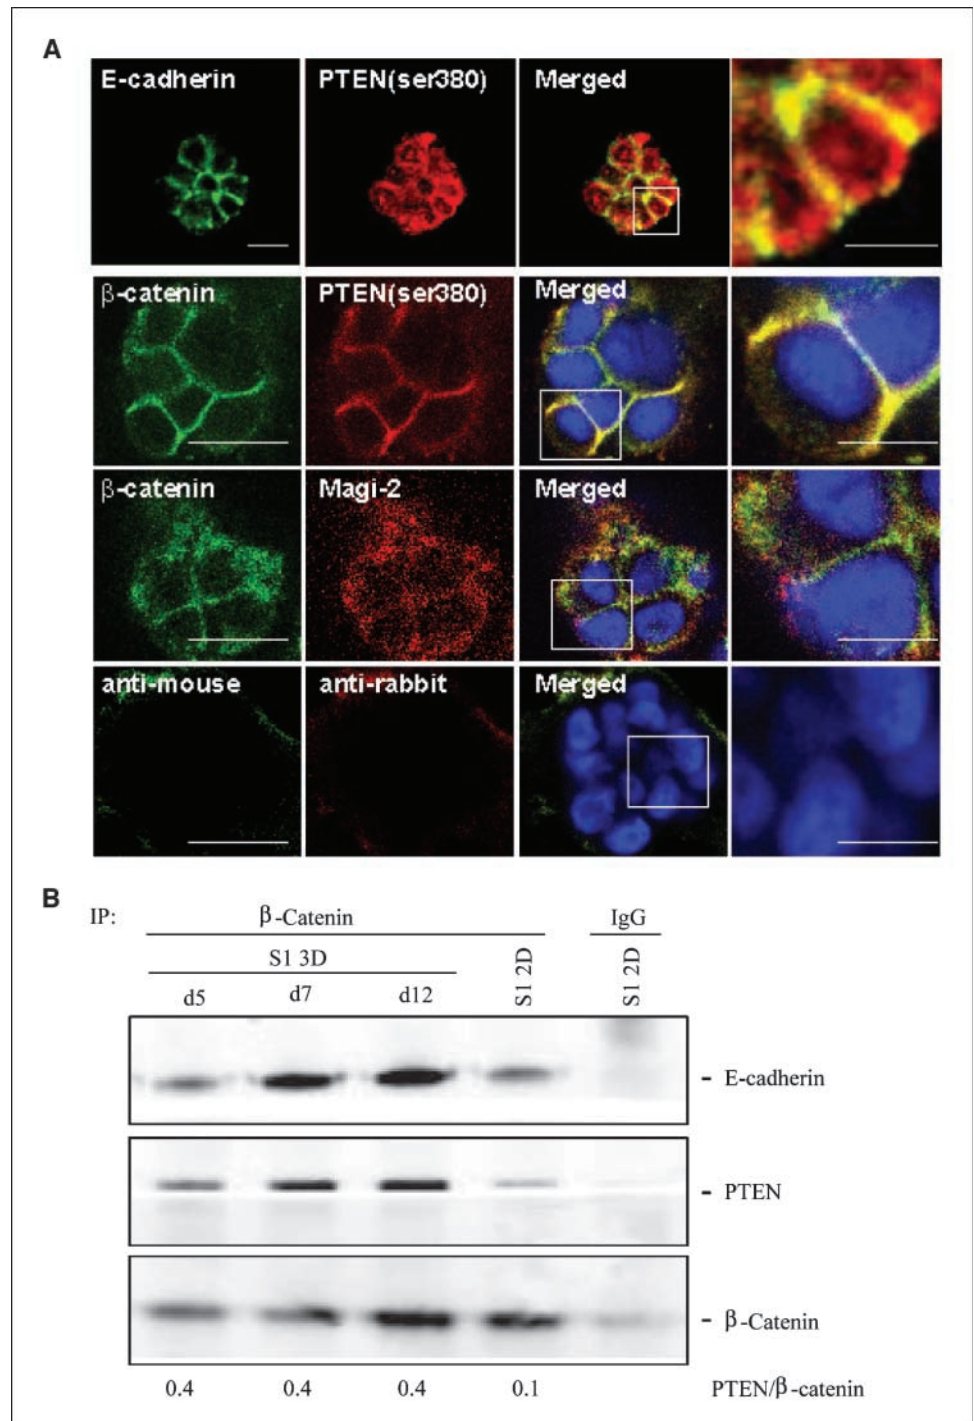 A
E-cadherin PTEN(ser380) Merged
β-catenin PTEN(ser380) Merged
β-catenin Magi-2 Merged
anti-mouse anti-rabbit Merged
B
IP: β-Catenin IgG
S1 3D S1 2D S1 2D
d5 d7 d12
- E-cadherin
- PTEN
- β-Catenin
0.4 0.4 0.4 0.1 PTEN/β-catenin